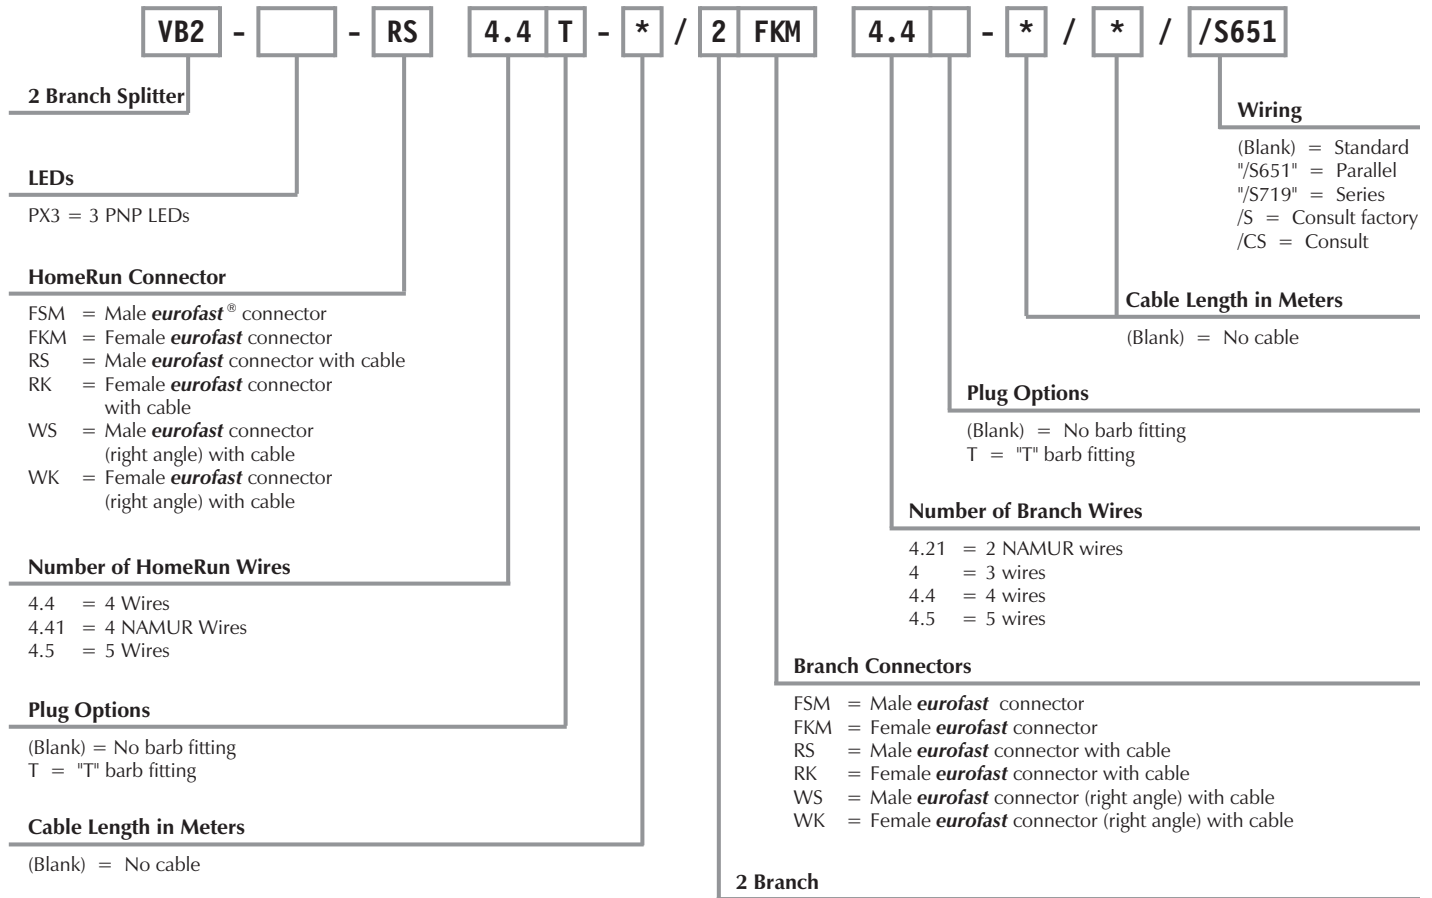 VB2 - - RS 4.4 T - * / 2 FKM 4.4 - * / * / /S651
2 Branch Splitter
LEDs
PX3 = 3 PNP LEDs
HomeRun Connector
FSM = Male eurofast® connector
FKM = Female eurofast connector
RS = Male eurofast connector with cable
RK = Female eurofast connector
with cable
WS = Male eurofast connector
(right angle) with cable
WK = Female eurofast connector
(right angle) with cable
Number of HomeRun Wires
4.4 = 4 Wires
4.41 = 4 NAMUR Wires
4.5 = 5 Wires
Plug Options
(Blank) = No barb fitting
T = "T" barb fitting
Cable Length in Meters
(Blank) = No cable
Wiring
(Blank) = Standard
"/S651" = Parallel
"/S719" = Series
/S = Consult factory
/CS = Consult
Cable Length in Meters
(Blank) = No cable
Plug Options
(Blank) = No barb fitting
T = "T" barb fitting
Number of Branch Wires
4.21 = 2 NAMUR wires
4 = 3 wires
4.4 = 4 wires
4.5 = 5 wires
Branch Connectors
FSM = Male eurofast connector
FKM = Female eurofast connector
RS = Male eurofast connector with cable
RK = Female eurofast connector with cable
WS = Male eurofast connector (right angle) with cable
WK = Female eurofast connector (right angle) with cable
2 Branch